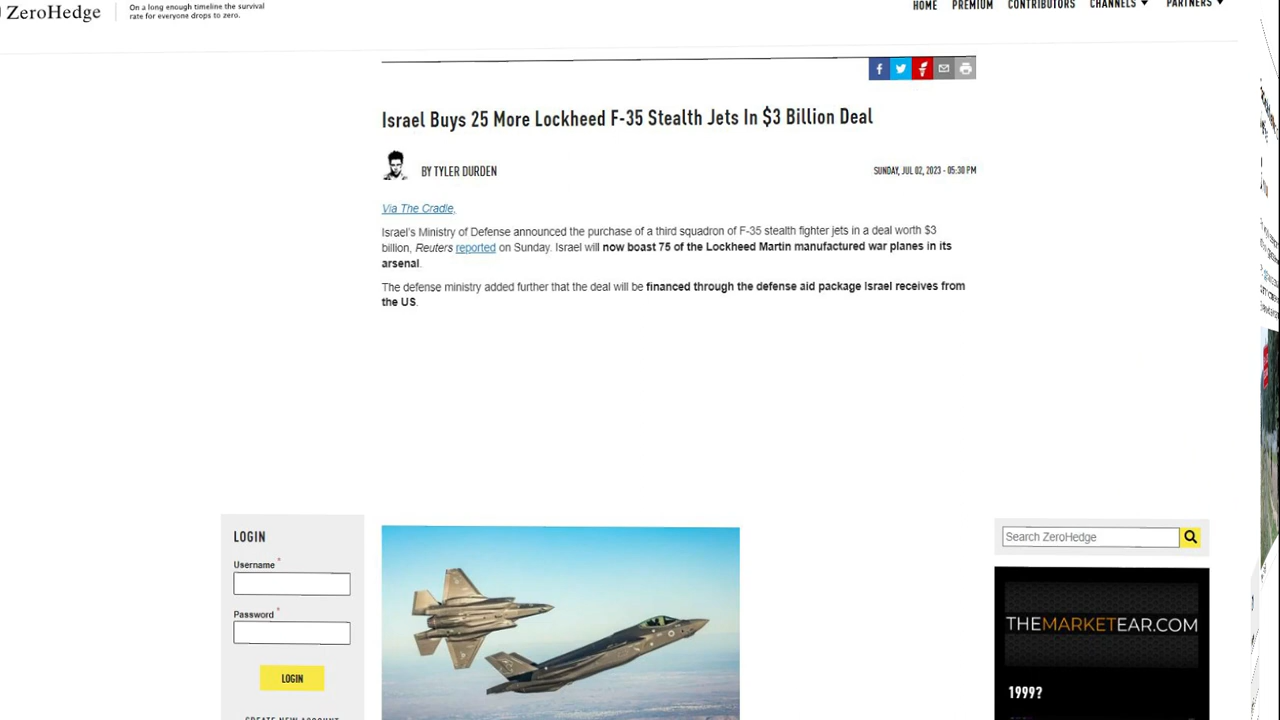 ZeroHedge
On a long enough timeline the survival
rate for everyone drops to zero.
HOME PREMIUM CONTRIBUTORS CHANNELS PARTNERS
Israel Buys 25 More Lockheed F-35 Stealth Jets In $3 Billion Deal
BY TYLER DURDEN
SUNDAY, JUL 02, 2023 - 05:30 PM
Via The Cradle,
Israel's Ministry of Defense announced the purchase of a third squadron of F-35 stealth fighter jets in a deal worth $3
billion, Reuters reported on Sunday. Israel will now boast 75 of the Lockheed Martin manufactured war planes in its
arsenal.
The defense ministry added further that the deal will be financed through the defense aid package Israel receives from
the US.
LOGIN
Username *
Password *
LOGIN
CREATE NEW ACCOUNT
Search ZeroHedge
THEMARKETEAR.COM
1999?